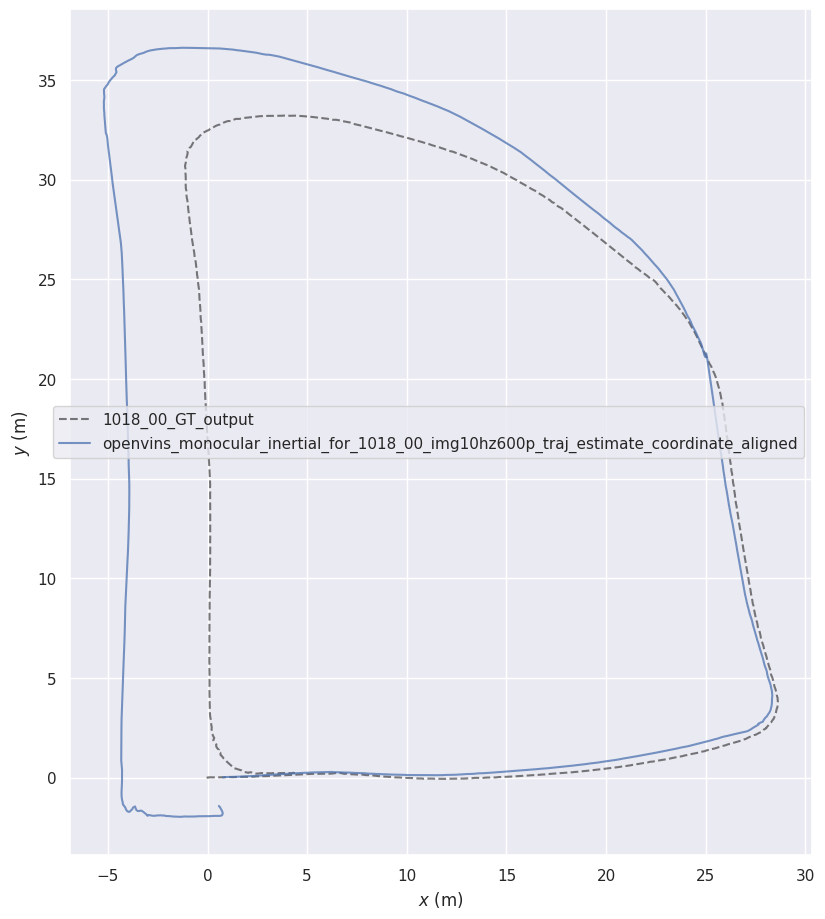 35
30
25
20
1018_00_GT_output
openvins_monocular_inertial_for_1018_00_img10hz600p_traj_estimate_coordinate_aligned
y (m)
15
10
5
0
−5 0 5 10 15 20 25 30
x (m)